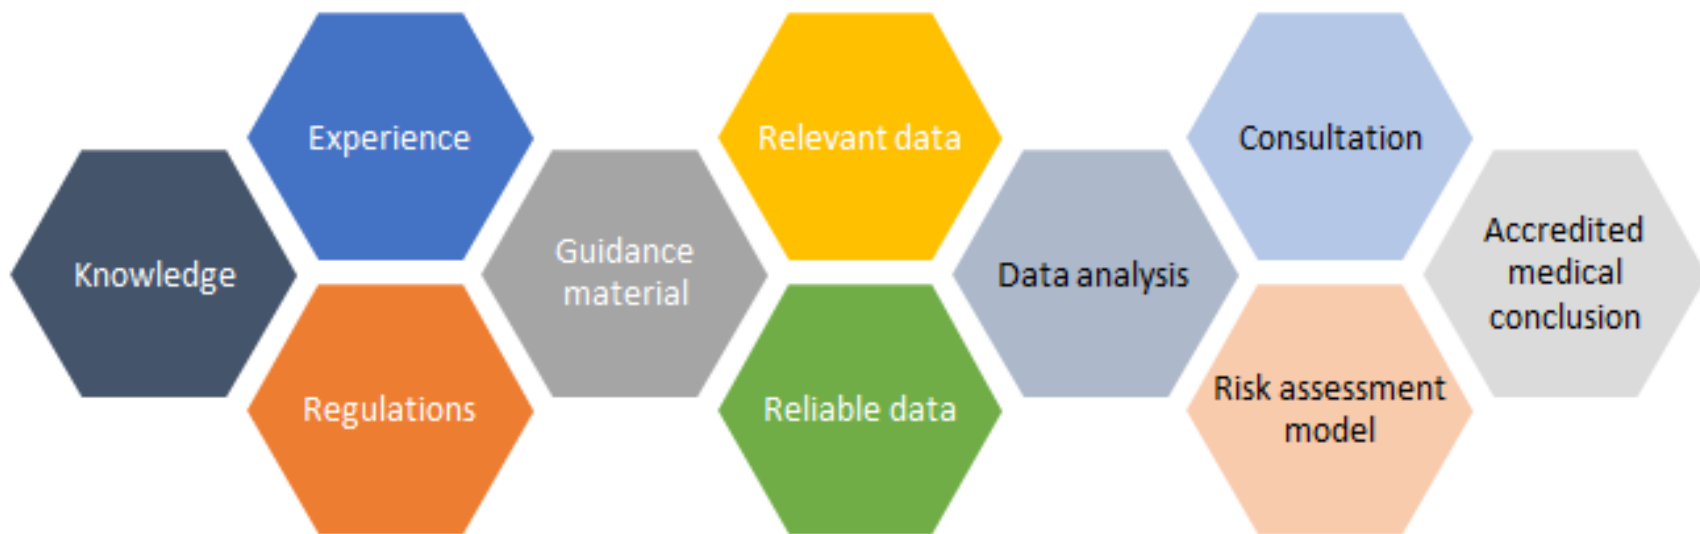 Knowledge
Experience
Regulations
Guidance
material
Relevant data
Reliable data
Data analysis
Consultation
Risk assessment
model
Accredited
medical
conclusion